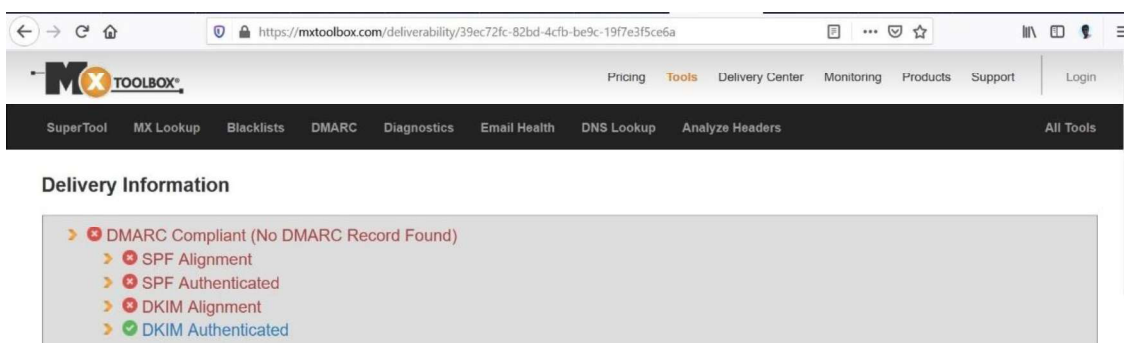 https://mxtoolbox.com/deliverability/39ec72fc-82bd-4cfb-be9c-19f7e3f5ce6a
MX TOOLBOX®
Pricing Tools Delivery Center Monitoring Products Support Login
SuperTool MX Lookup Blacklists DMARC Diagnostics Email Health DNS Lookup Analyze Headers All Tools
Delivery Information
DMARC Compliant (No DMARC Record Found)
SPF Alignment
SPF Authenticated
DKIM Alignment
DKIM Authenticated